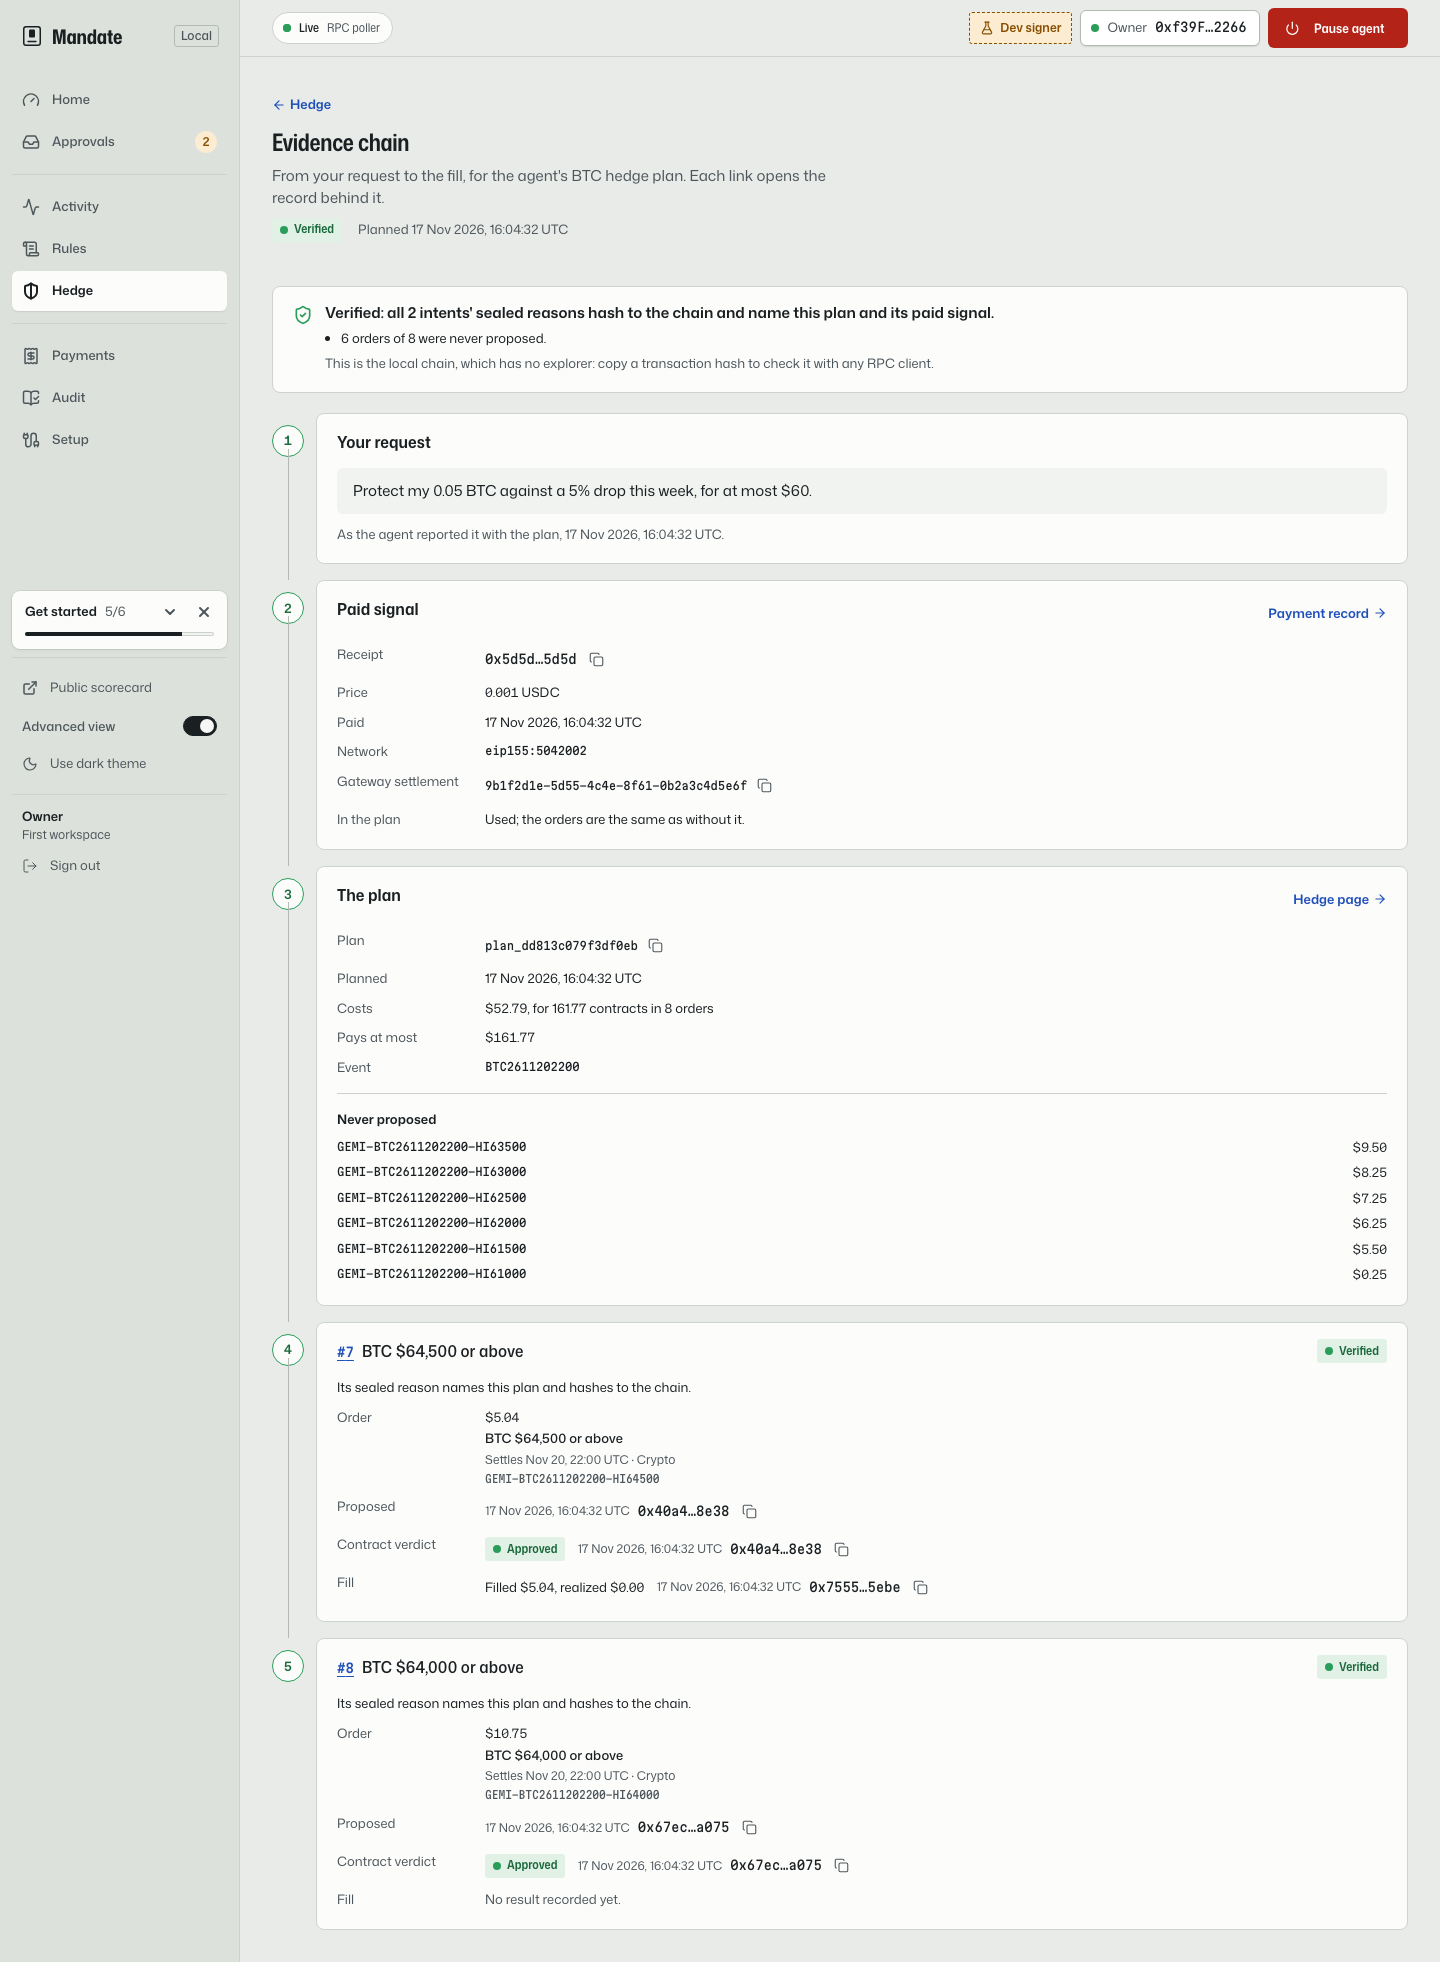 Mandate
Local
Home
Approvals
2
Activity
Rules
Hedge
Payments
Audit
Setup
Get started 5/6
Public scorecard
Advanced view
Use dark theme
Owner
First workspace
Sign out
Live RPC poller
Dev signer
Owner 0xf39F…2266
Pause agent
Hedge
Evidence chain
From your request to the fill, for the agent's BTC hedge plan. Each link opens the
record behind it.
Verified
Planned 17 Nov 2026, 16:04:32 UTC
Verified: all 2 intents' sealed reasons hash to the chain and name this plan and its paid signal.
• 6 orders of 8 were never proposed.
This is the local chain, which has no explorer: copy a transaction hash to check it with any RPC client.
1
Your request
Protect my 0.05 BTC against a 5% drop this week, for at most $60.
As the agent reported it with the plan, 17 Nov 2026, 16:04:32 UTC.
2
Paid signal
Payment record
Receipt 0x5d5d…5d5d
Price 0.001 USDC
Paid 17 Nov 2026, 16:04:32 UTC
Network eip155:5042002
Gateway settlement 9b1f2d1e-5d55-4c4e-8f61-0b2a3c4d5e6f
In the plan Used; the orders are the same as without it.
3
The plan
Hedge page
Plan plan_dd813c079f3df0eb
Planned 17 Nov 2026, 16:04:32 UTC
Costs $52.79, for 161.77 contracts in 8 orders
Pays at most $161.77
Event BTC2611202200
Never proposed
GEMI-BTC2611202200-HI63500 $9.50
GEMI-BTC2611202200-HI63000 $8.25
GEMI-BTC2611202200-HI62500 $7.25
GEMI-BTC2611202200-HI62000 $6.25
GEMI-BTC2611202200-HI61500 $5.50
GEMI-BTC2611202200-HI61000 $0.25
4
#7 BTC $64,500 or above
Verified
Its sealed reason names this plan and hashes to the chain.
Order $5.04
BTC $64,500 or above
Settles Nov 20, 22:00 UTC · Crypto
GEMI-BTC2611202200-HI64500
Proposed 17 Nov 2026, 16:04:32 UTC 0x40a4…8e38
Contract verdict Approved 17 Nov 2026, 16:04:32 UTC 0x40a4…8e38
Fill Filled $5.04, realized $0.00 17 Nov 2026, 16:04:32 UTC 0x7555…5ebe
5
#8 BTC $64,000 or above
Verified
Its sealed reason names this plan and hashes to the chain.
Order $10.75
BTC $64,000 or above
Settles Nov 20, 22:00 UTC · Crypto
GEMI-BTC2611202200-HI64000
Proposed 17 Nov 2026, 16:04:32 UTC 0x67ec…a075
Contract verdict Approved 17 Nov 2026, 16:04:32 UTC 0x67ec…a075
Fill No result recorded yet.